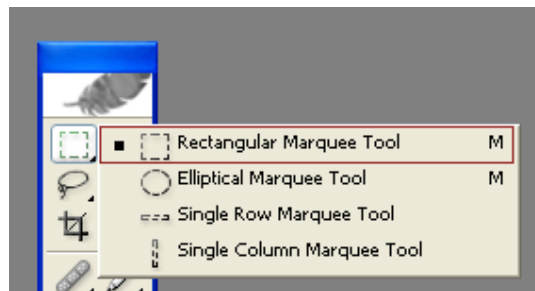 Rectangular Marquee Tool M
Elliptical Marquee Tool M
Single Row Marquee Tool
Single Column Marquee Tool